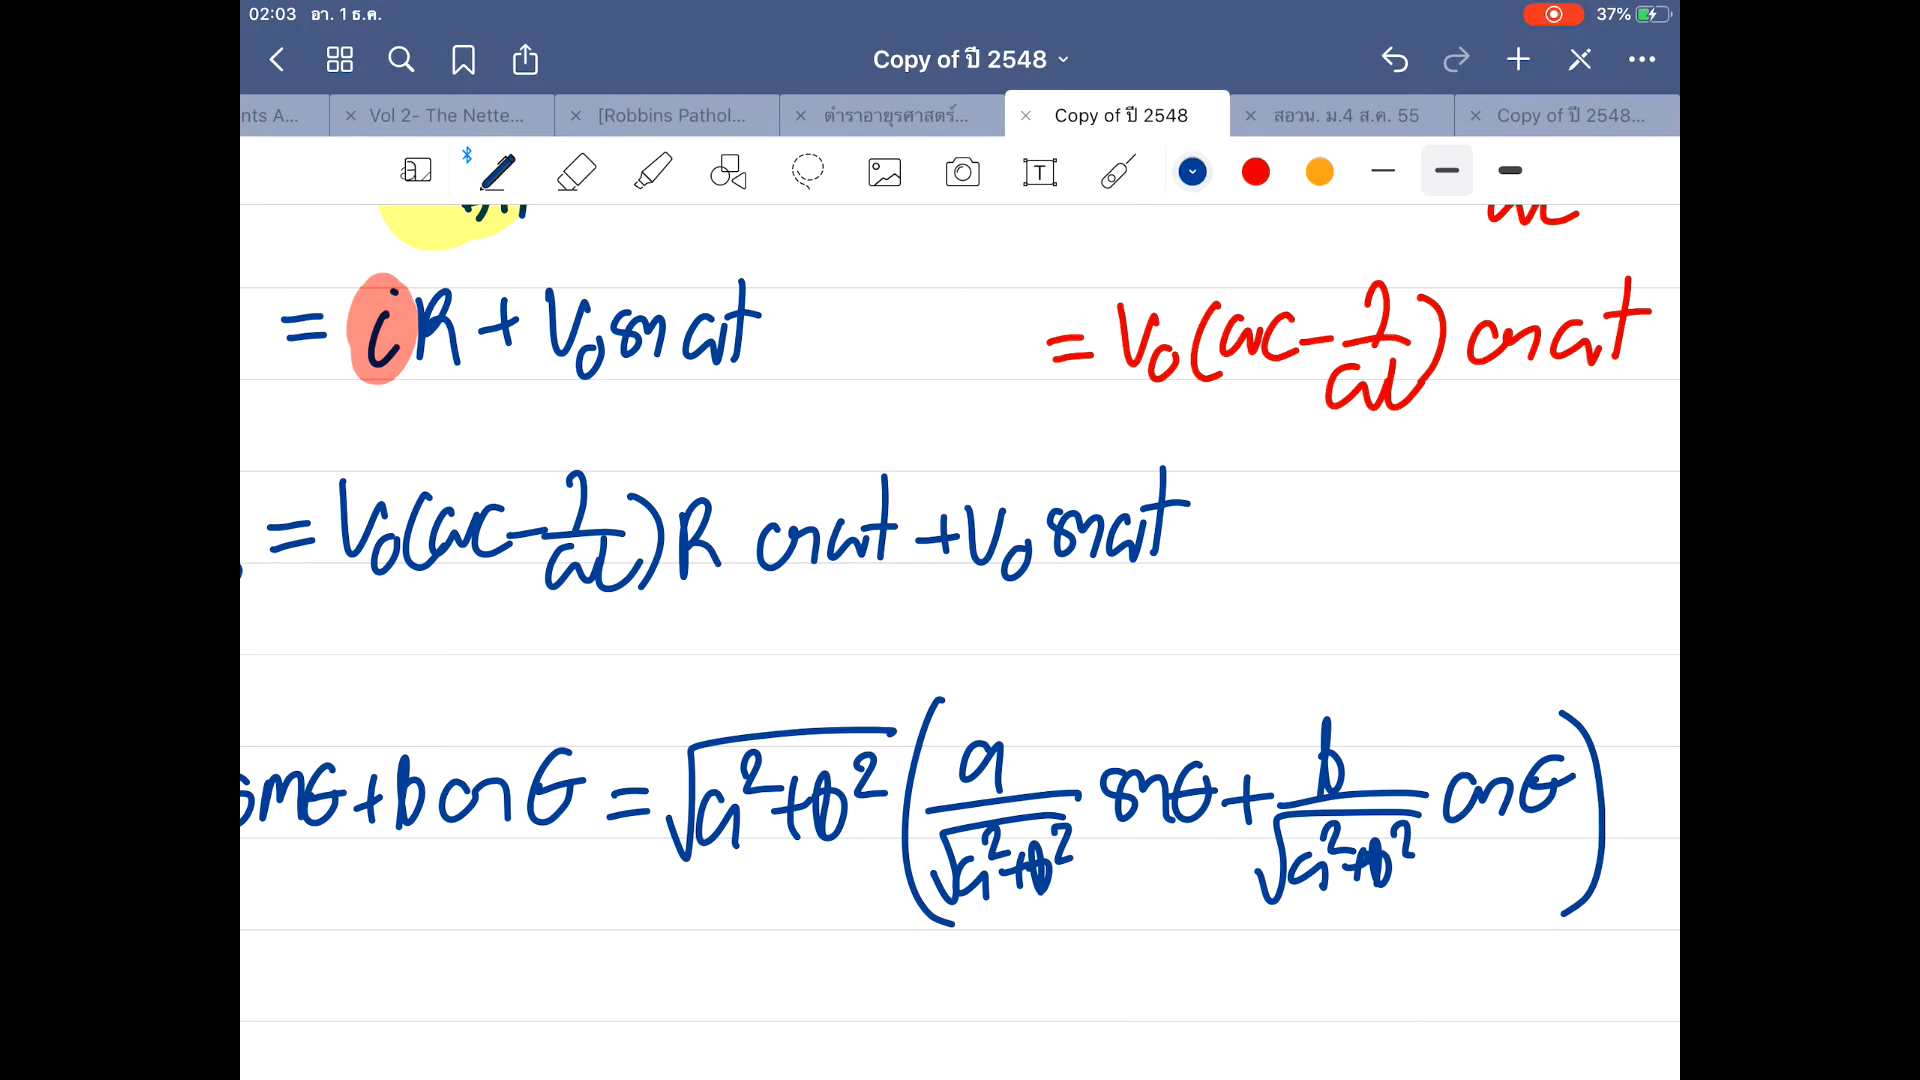 02:03 อา. 1 ธ.ค. 37%
Copy of ปี 2548
nts A... Vol 2- The Nette... [Robbins Pathol... ตำราอายุรศาสตร์... Copy of ปี 2548 สอวน. ม.4 ส.ค. 55 Copy of ปี 2548...
= iR + V₀ sin ωt
= V₀(ωC - 1/ωL) cos ωt
= V₀(ωC - 1/ωL)R cos ωt + V₀ sin ωt
sinθ + b cos θ = √a²+b² (a/√a²+b² sinθ + b/√a²+b² cosθ)